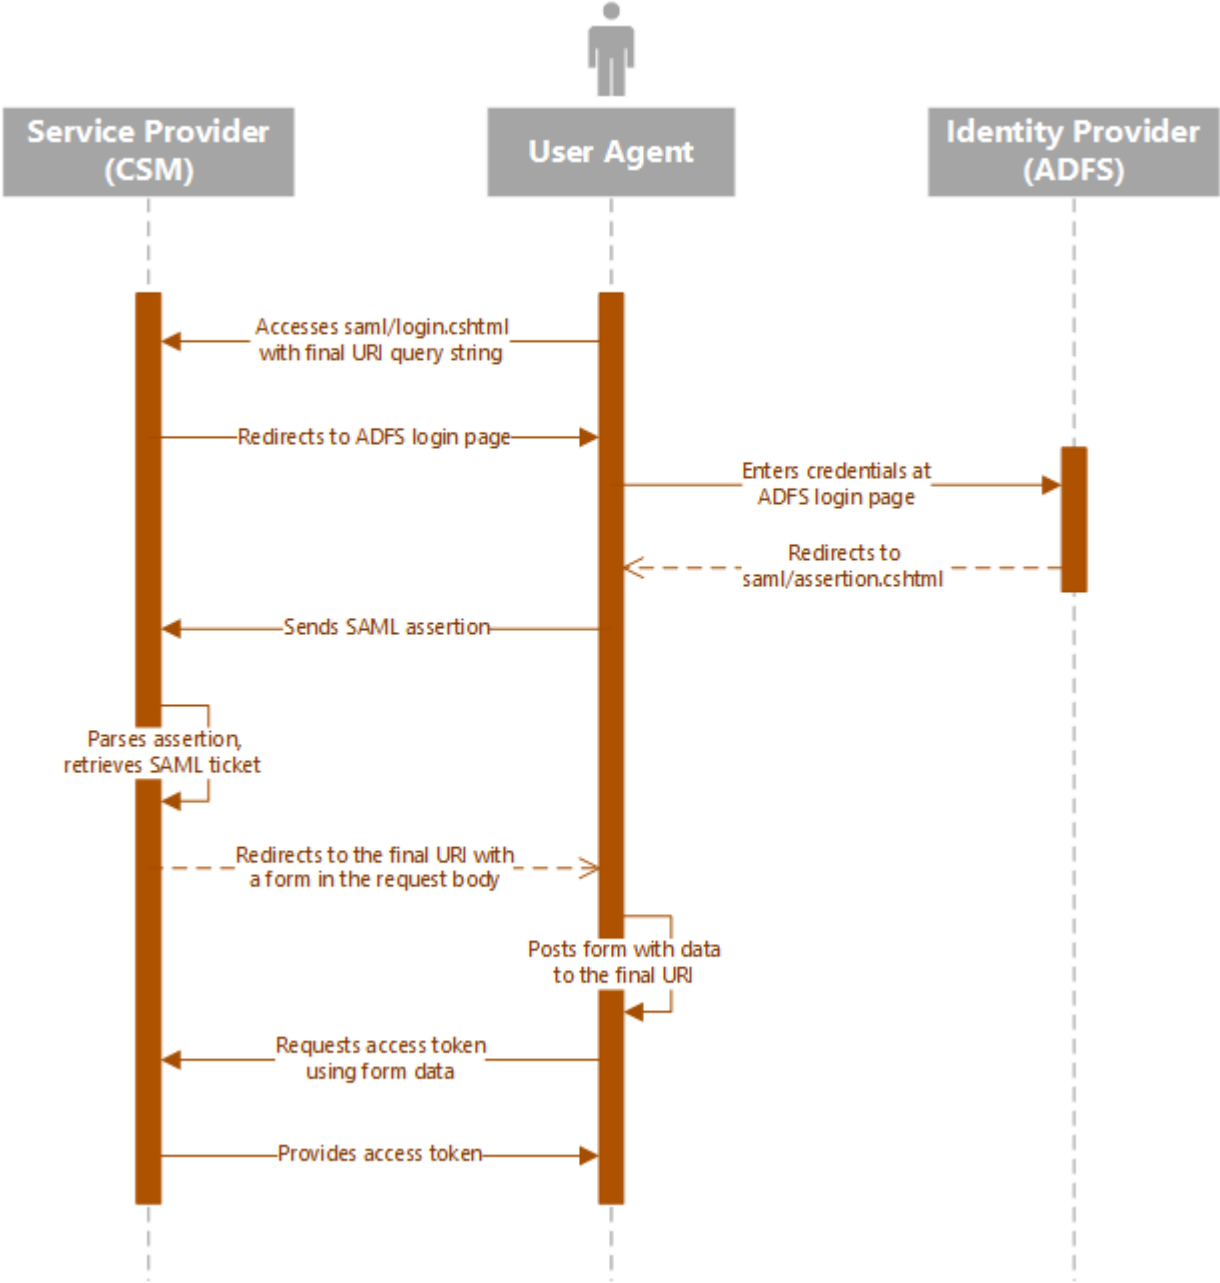 Service Provider
(CSM)
User Agent
Identity Provider
(ADFS)
Accesses saml/login.cshtml
with final URI query string
Redirects to ADFS login page
Enters credentials at
ADFS login page
Redirects to
saml/assertion.cshtml
Sends SAML assertion
Parses assertion,
retrieves SAML ticket
Redirects to the final URI with
a form in the request body
Posts form with data
to the final URI
Requests access token
using form data
Provides access token